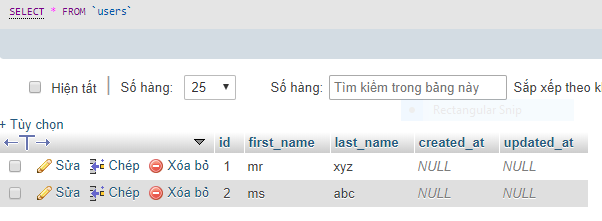 SELECT * FROM `users`
Hiện tất Số hàng: 25 Số hàng: Tìm kiếm trong bảng này Sắp xếp theo k
Rectangular Snip
+ Tùy chọn
←T→ id first_name last_name created_at updated_at
Sửa Chép Xóa bỏ 1 mr xyz NULL NULL
Sửa Chép Xóa bỏ 2 ms abc NULL NULL